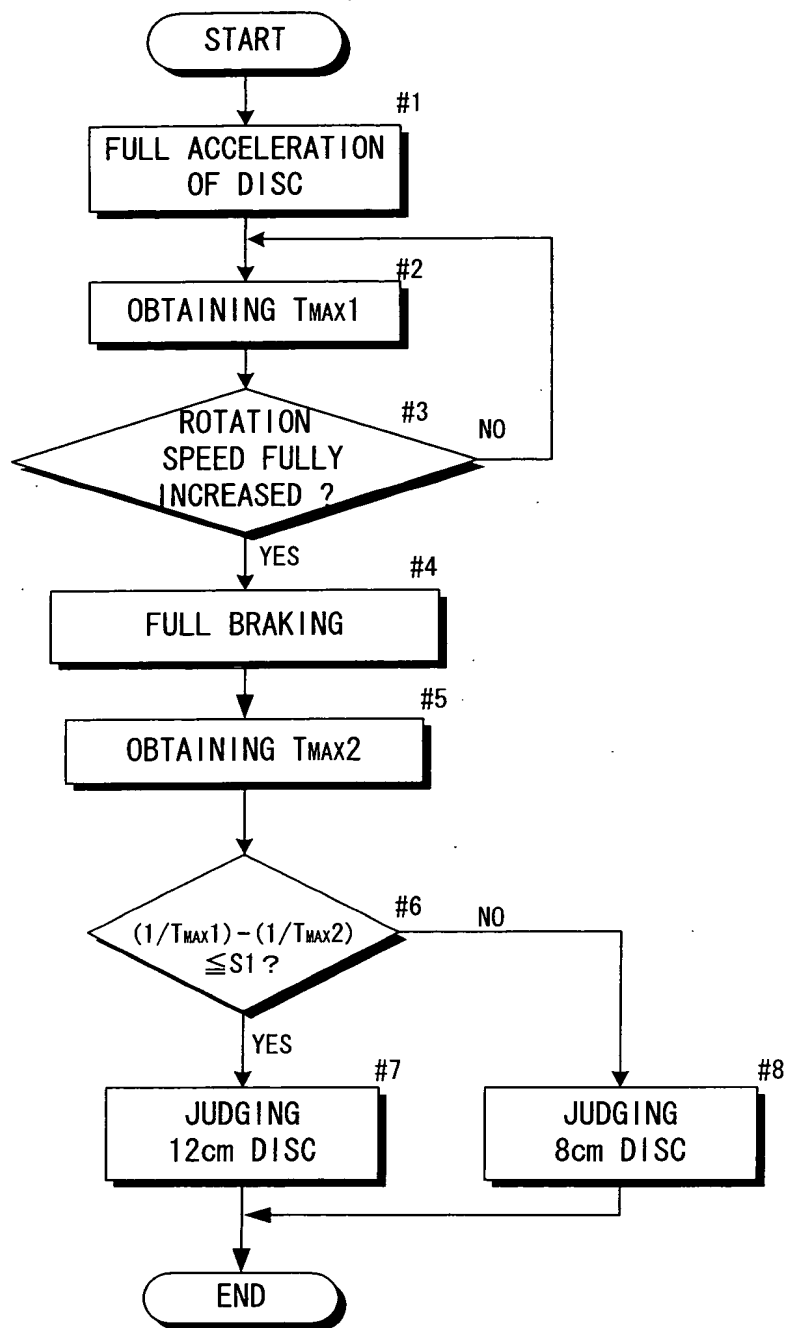 START
#1
FULL ACCELERATION
OF DISC
#2
OBTAINING TMAX1
#3
ROTATION
SPEED FULLY
INCREASED ?
NO
YES
#4
FULL BRAKING
#5
OBTAINING TMAX2
#6
(1/TMAX1)-(1/TMAX2)
≦S1?
NO
YES
#7
JUDGING
12cm DISC
#8
JUDGING
8cm DISC
END